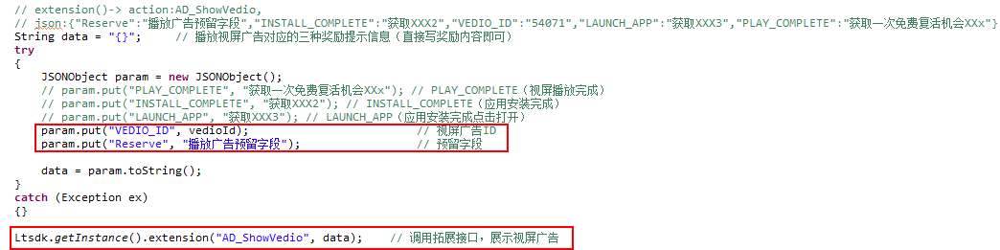 // extension()-> action:AD_ShowVedio,
// json:{"Reserve":"播放广告预留字段","INSTALL_COMPLETE":"获取XXX2","VEDIO_ID":"54071","LAUNCH_APP":"获取XXX3","PLAY_COMPLETE":"获取一次免费复活机会XXx"}
String data = "{}"; // 播放视屏广告对应的三种奖励提示信息（直接写奖励内容即可）
try
{
JSONObject param = new JSONObject();
// param.put("PLAY_COMPLETE", "获取一次免费复活机会XXx"); // PLAY_COMPLETE（视屏播放完成）
// param.put("INSTALL_COMPLETE", "获取XXX2"); // INSTALL_COMPLETE（应用安装完成）
// param.put("LAUNCH_APP", "获取XXX3"); // LAUNCH_APP（应用安装完成点击打开）
param.put("VEDIO_ID", vedioId); // 视屏广告ID
param.put("Reserve", "播放广告预留字段"); // 预留字段
data = param.toString();
}
catch (Exception ex)
{}
Ltsdk.getInstance().extension("AD_ShowVedio", data); // 调用拓展接口，展示视屏广告